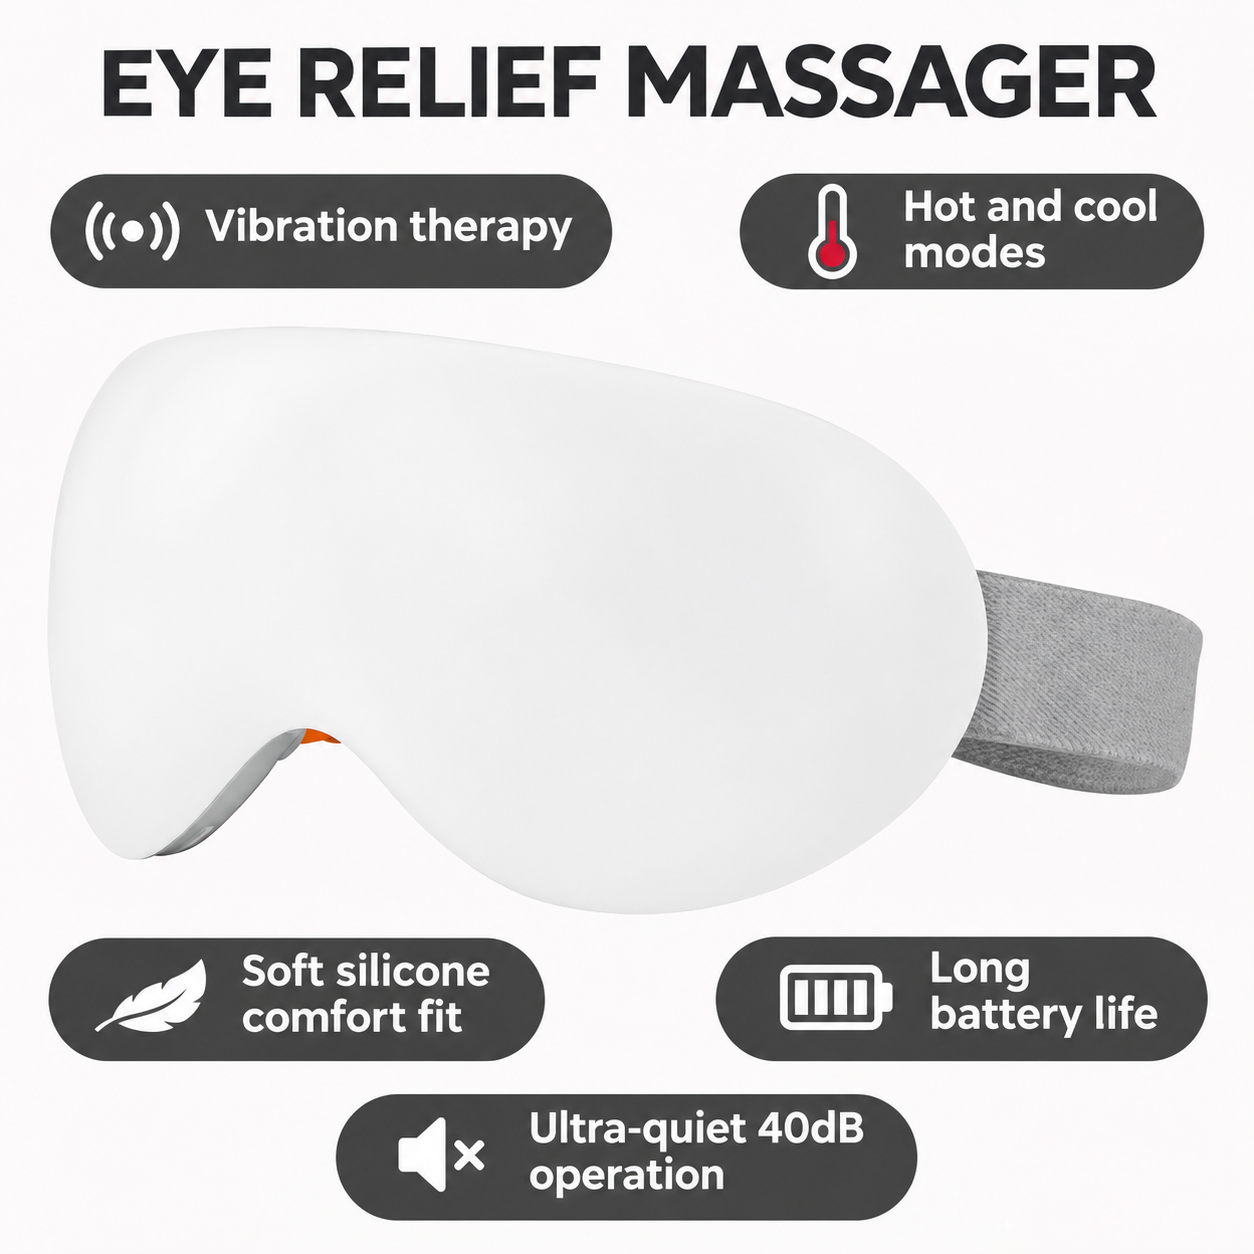 EYE RELIEF MASSAGER
Vibration therapy
Hot and cool
modes
Soft silicone
comfort fit
Long
battery life
Ultra-quiet 40dB
operation